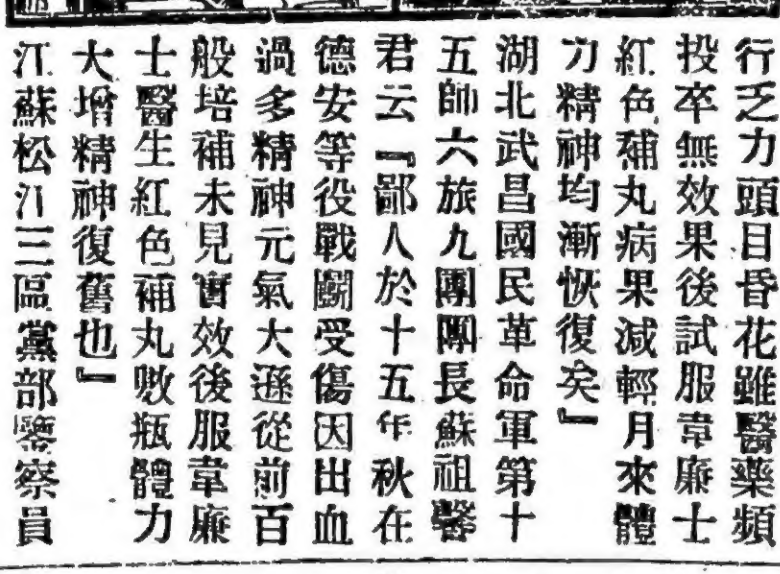 行乏力頭目昏花雖醫藥頻
投卒無效果後試服韋廉士
紅色補丸病果減輕月來體
力精神均漸恢復矣』
湖北武昌國民革命軍第十
五師六旅九團團長蘇祖馨
君云『鄙人於十五年秋在
德安等役戰鬭受傷因出血
過多精神元氣大遜從前百
般培補未見實效後服韋廉
士醫生紅色補丸數瓶體力
大增精神復舊也』
江蘇松江三區黨部鑒察員